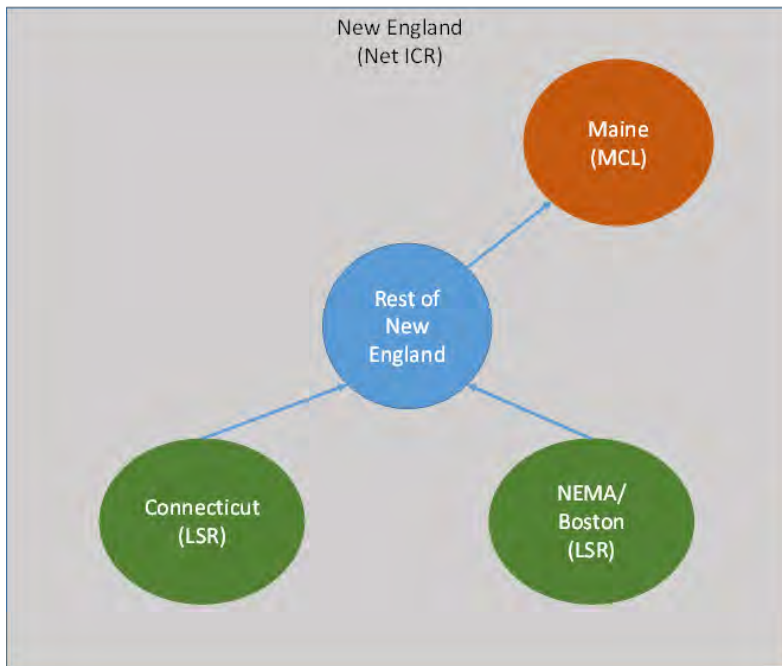 New England
(Net ICR)
Maine
(MCL)
Rest of
New
England
Connecticut
(LSR)
NEMA/
Boston
(LSR)